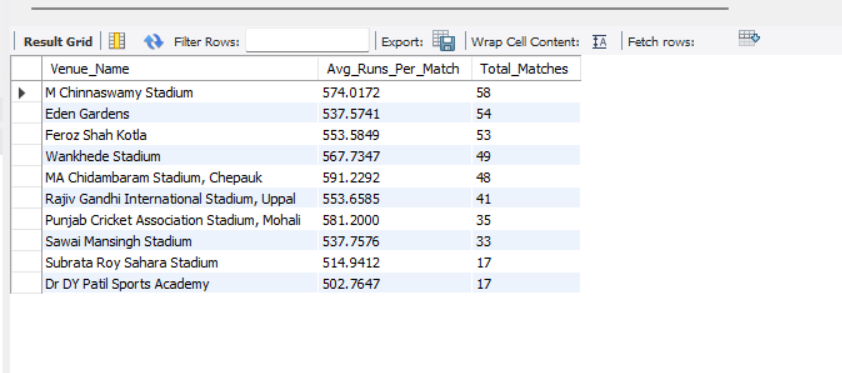 Result Grid Filter Rows: Export: Wrap Cell Content: IA Fetch rows:
Venue_Name Avg_Runs_Per_Match Total_Matches
M Chinnaswamy Stadium 574.0172 58
Eden Gardens 537.5741 54
Feroz Shah Kotla 553.5849 53
Wankhede Stadium 567.7347 49
MA Chidambaram Stadium, Chepauk 591.2292 48
Rajiv Gandhi International Stadium, Uppal 553.6585 41
Punjab Cricket Association Stadium, Mohali 581.2000 35
Sawai Mansingh Stadium 537.7576 33
Subrata Roy Sahara Stadium 514.9412 17
Dr DY Patil Sports Academy 502.7647 17